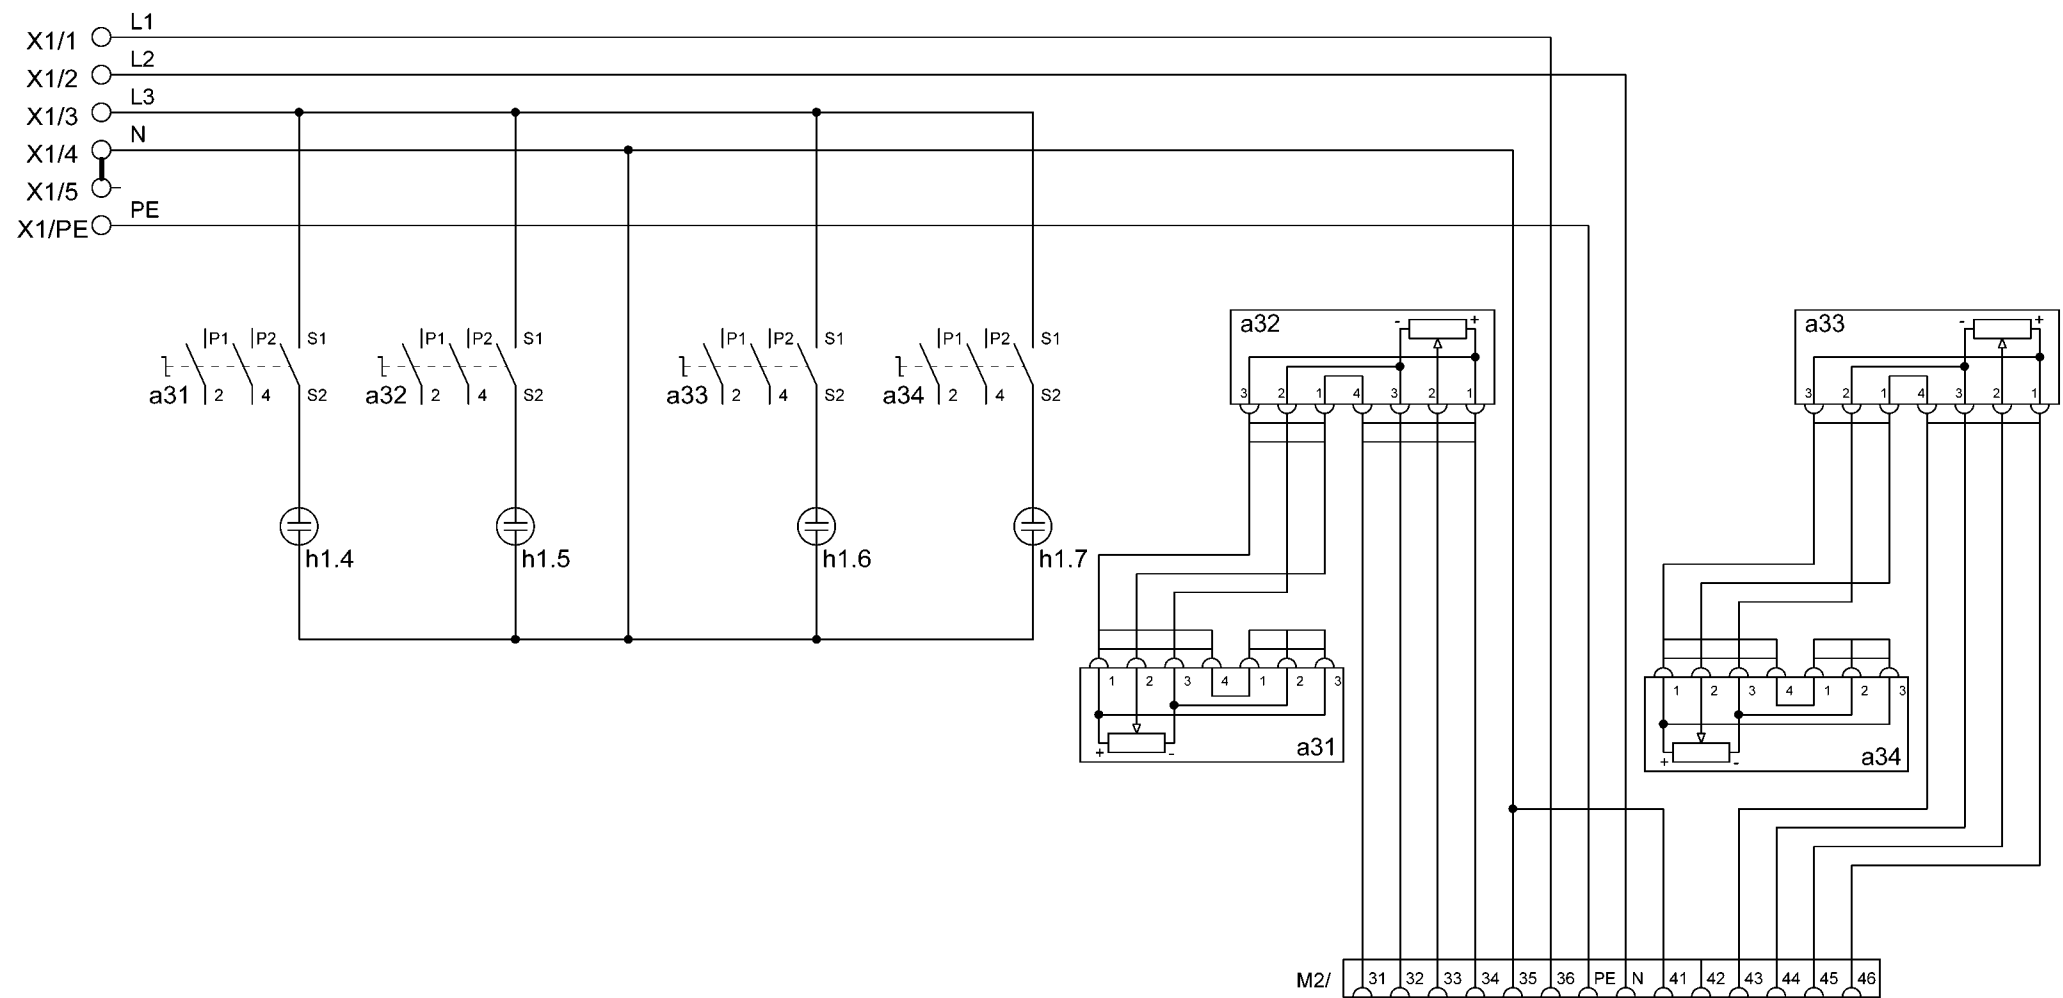 L1
X1/1
L2
X1/2
L3
X1/3
N
X1/4
X1/5
PE
X1/PE
P1 P2 S1
a31 2 4 S2
P1 P2 S1
a32 2 4 S2
P1 P2 S1
a33 2 4 S2
P1 P2 S1
a34 2 4 S2
h1.4
h1.5
h1.6
h1.7
a32 - +
3 2 1 4 3 2 1
a33 - +
3 2 1 4 3 2 1
1 2 3 4 1 2 3
+ - a31
1 2 3 4 1 2 3
+ - a34
M2/ 31 32 33 34 35 36 PE N 41 42 43 44 45 46